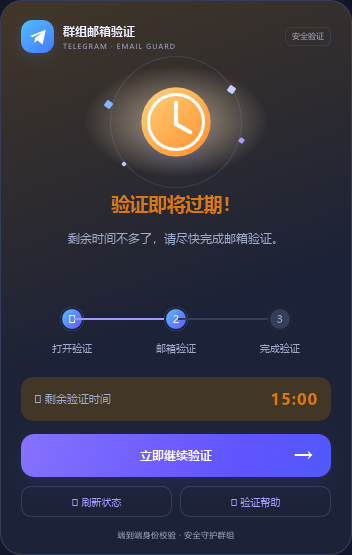 群组邮箱验证
TELEGRAM · EMAIL GUARD
安全验证
验证即将过期!
剩余时间不多了，请尽快完成邮箱验证。
2
3
打开验证
邮箱验证
完成验证
剩余验证时间
15:00
立即继续验证 →
刷新状态
验证帮助
端到端身份校验 · 安全守护群组